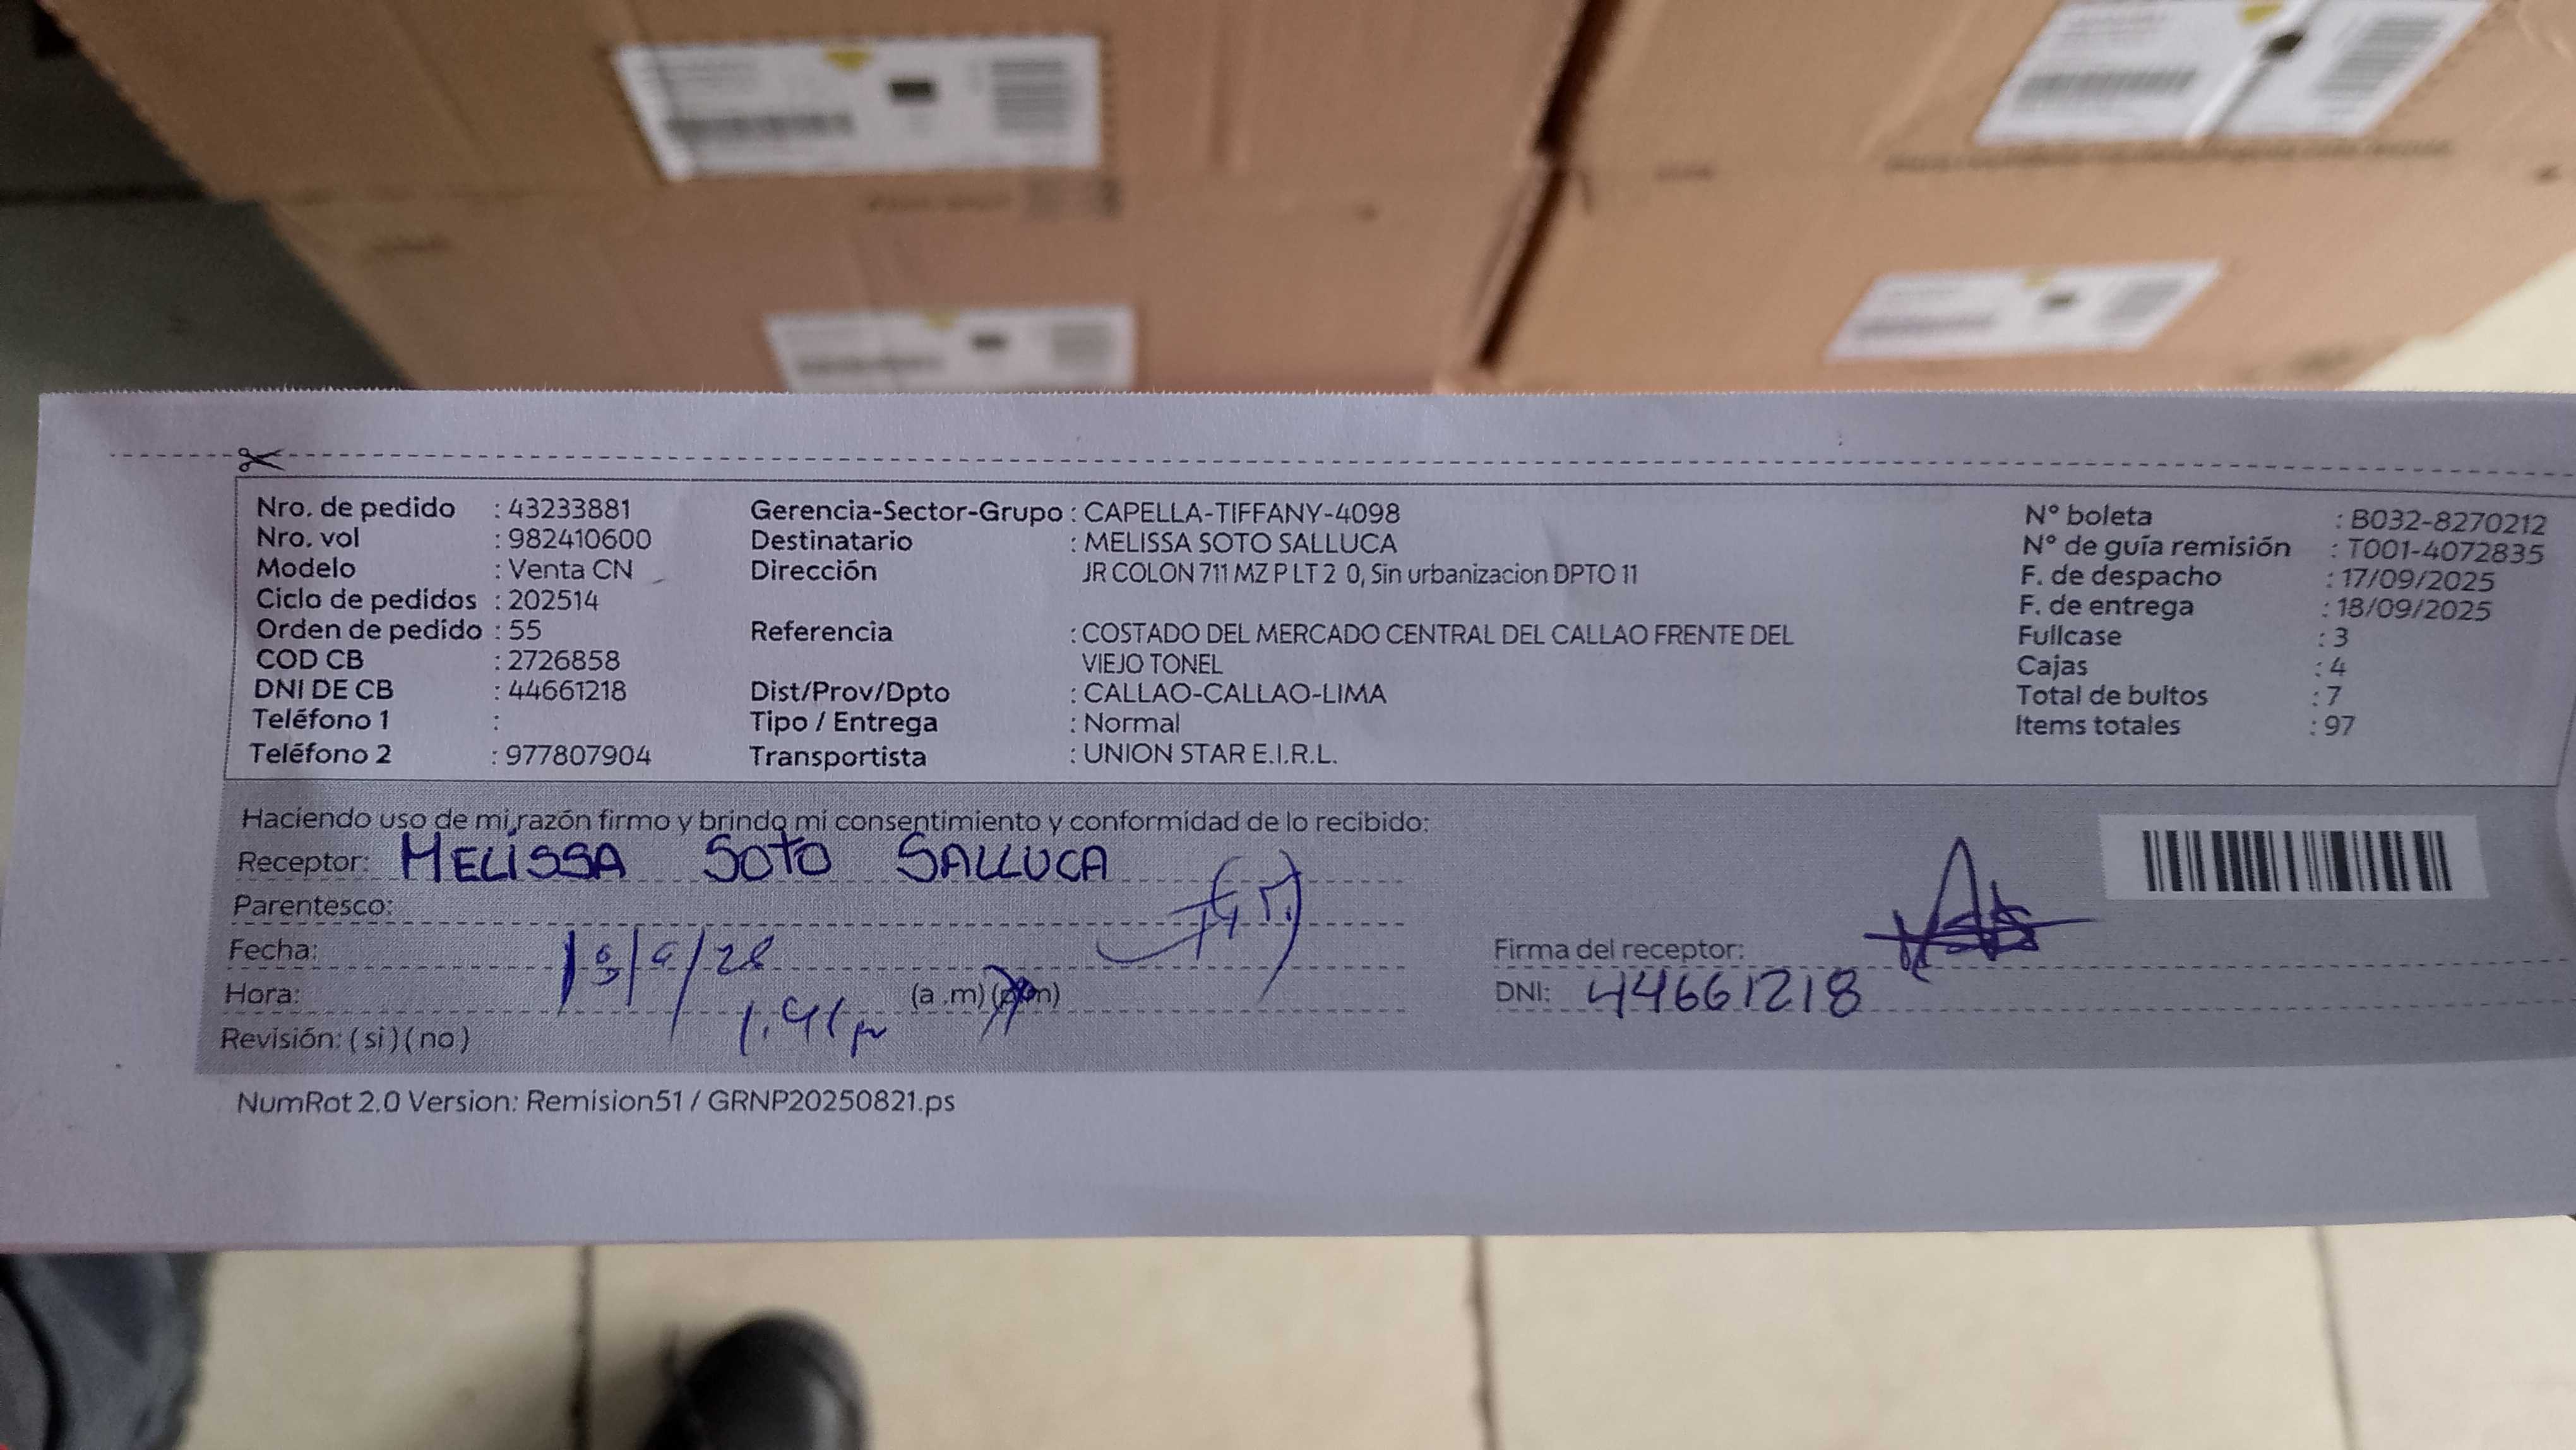 Nro. de pedido : 43233881
Nro. vol : 982410600
Modelo : Venta CN
Ciclo de pedidos : 202514
Orden de pedido : 55
COD CB : 2726858
DNI DE CB : 44661218
Teléfono 1 :
Teléfono 2 : 977807904
Gerencia-Sector-Grupo : CAPELLA-TIFFANY-4098
Destinatario : MELISSA SOTO SALLUCA
Dirección JR COLON 711 MZ P LT 2 0, Sin urbanizacion DPTO 11
Referencia : COSTADO DEL MERCADO CENTRAL DEL CALLAO FRENTE DEL
VIEJO TONEL
Dist/Prov/Dpto : CALLAO-CALLAO-LIMA
Tipo / Entrega : Normal
Transportista : UNION STAR E.I.R.L.
N° boleta : B032-8270212
N° de guía remisión : T001-4072835
F. de despacho : 17/09/2025
F. de entrega : 18/09/2025
Fullcase : 3
Cajas : 4
Total de bultos : 7
Items totales : 97
Haciendo uso de mi razón firmo y brindo mi consentimiento y conformidad de lo recibido:
Receptor: MELISSA SOTO SALLUCA
Parentesco:
Fecha:
Hora: (a .m)
Revisión: ( si ) ( no )
Firma del receptor:
DNI: 44661218
NumRot 2.0 Version: Remision51 / GRNP20250821.ps